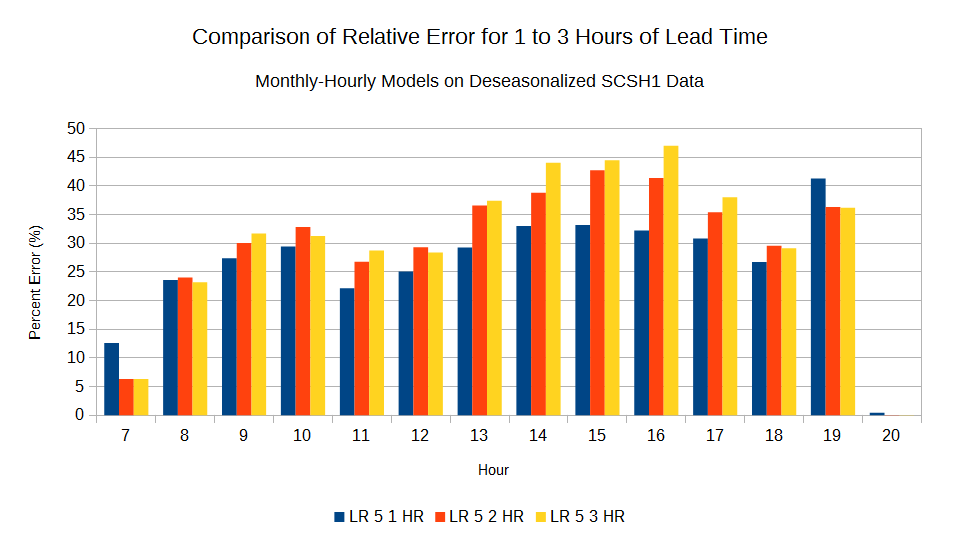 Comparison of Relative Error for 1 to 3 Hours of Lead Time
Monthly-Hourly Models on Deseasonalized SCSH1 Data
Percent Error (%)
50
45
40
35
30
25
20
15
10
5
0
7 8 9 10 11 12 13 14 15 16 17 18 19 20
Hour
LR 5 1 HR LR 5 2 HR LR 5 3 HR